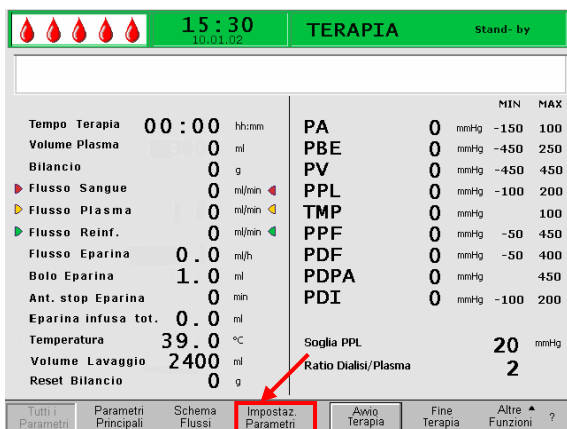 15:30
10.01.02
TERAPIA
Stand- by
MIN MAX
Tempo Terapia 00:00 hh:mm
Volume Plasma 0 ml
Bilancio 0 g
Flusso Sangue 0 ml/min
Flusso Plasma 0 ml/min
Flusso Reinf. 0 ml/min
Flusso Eparina 0.0 ml/h
Bolo Eparina 1.0 ml
Ant. stop Eparina 0 min
Eparina infusa tot. 0.0 ml
Temperatura 39.0 °C
Volume Lavaggio 2400 ml
Reset Bilancio 0 g
PA 0 mmHg -150 100
PBE 0 mmHg -450 250
PV 0 mmHg -450 450
PPL 0 mmHg -100 200
TMP 0 mmHg 100
PPF 0 mmHg -50 450
PDF 0 mmHg -50 400
PDPA 0 mmHg 450
PDI 0 mmHg -100 200
Soglia PPL 20 mmHg
Ratio Dialisi/Plasma 2
Tutti i
Parametri
Parametri
Principali
Schema
Flussi
Impostaz.
Parametri
Avvio
Terapia
Fine
Terapia
Altre
Funzioni
?